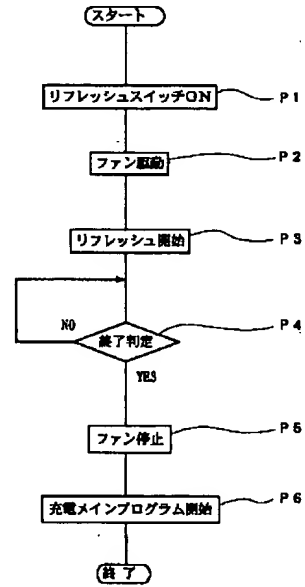 スタート
リフレッシュスイッチON P1
ファン駆動 P2
リフレッシュ開始 P3
NO 終了判定 P4
YES
ファン停止 P5
充電メインプログラム開始 P6
終了